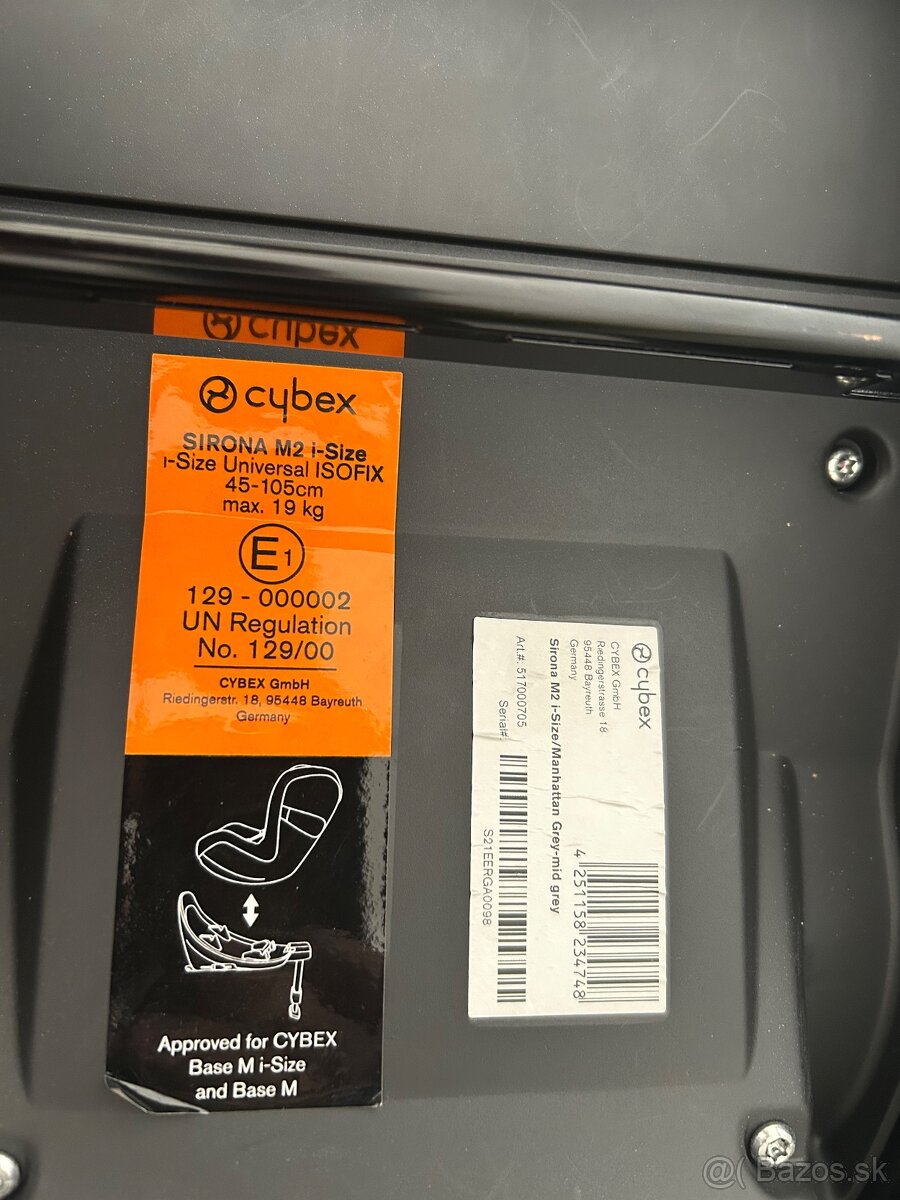 cybex
cybex
SIRONA M2 i-Size
i-Size Universal ISOFIX
45-105cm
max. 19 kg
E1
129 - 000002
UN Regulation
No. 129/00
CYBEX GmbH
Riedingerstr. 18, 95448 Bayreuth
Germany
Approved for CYBEX
Base M i-Size
and Base M
cybex
CYBEX GmbH
Riedingerstrasse 18
95448 Bayreuth
Germany
Sirona M2 i-Size/Manhattan Grey-mid grey
Art.#: 517000705
Serial#:
S21EERGA0098
4 251158 234748
@( Bazos.sk